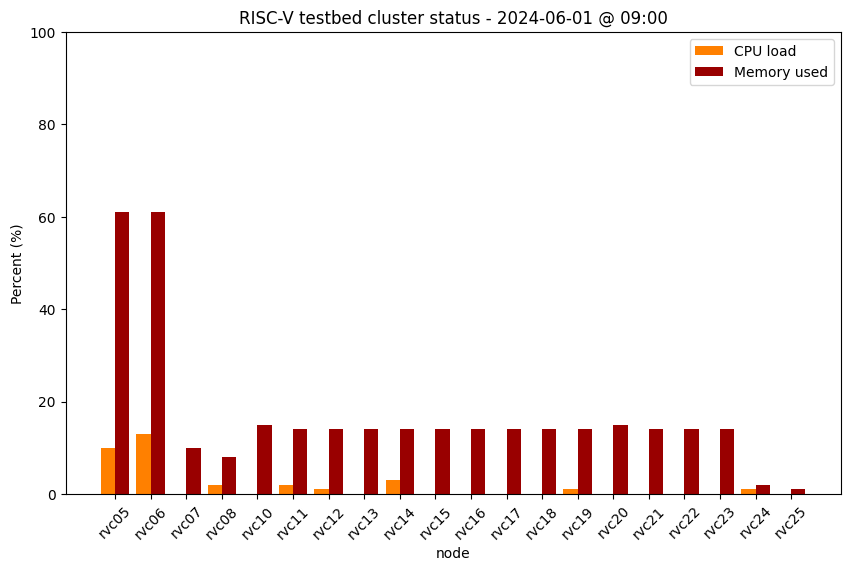 RISC-V testbed cluster status - 2024-06-01 @ 09:00
CPU load
Memory used
100
80
60
40
20
0
Percent (%)
rvc05
rvc06
rvc07
rvc08
rvc10
rvc11
rvc12
rvc13
rvc14
rvc15
rvc16
rvc17
rvc18
rvc19
rvc20
rvc21
rvc22
rvc23
rvc24
rvc25
node